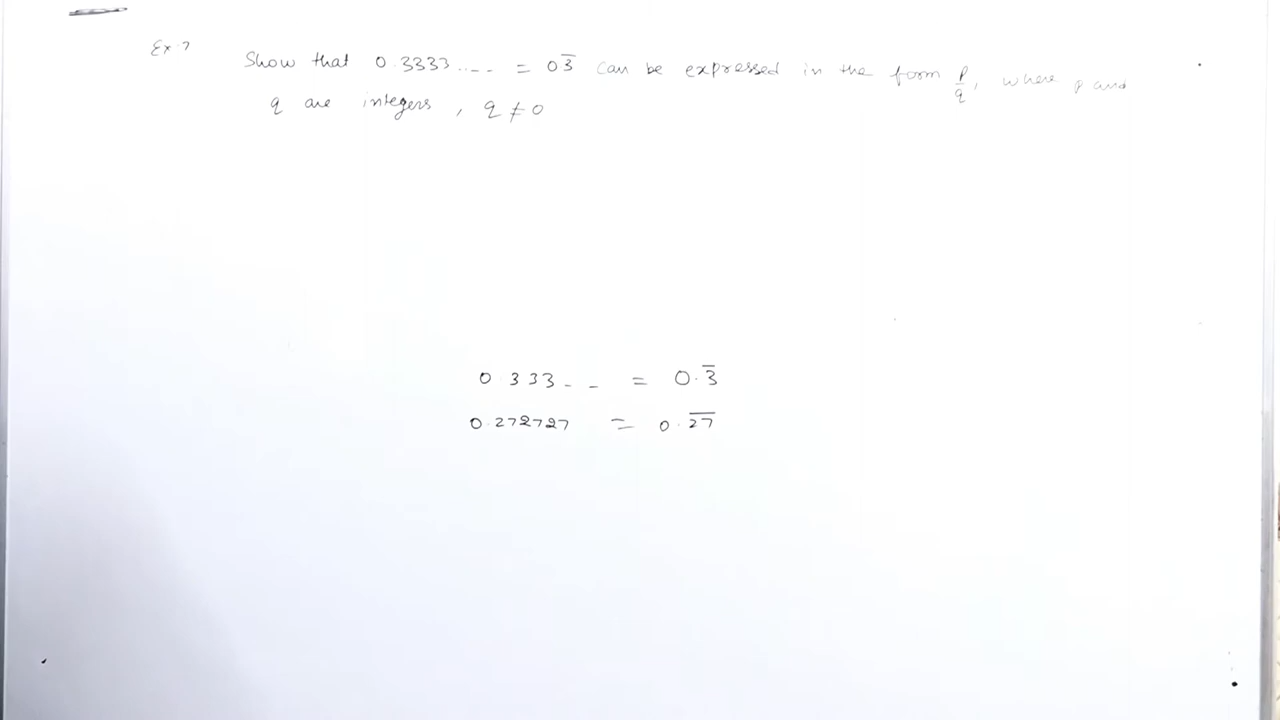 Ex.7 Show that 0.3333..... = 0 3̅ can be expressed in the form p/q, where p and
q are integers, q ≠ 0
0.333- - = 0.3̅
0.272727 = 0.2̅7̅